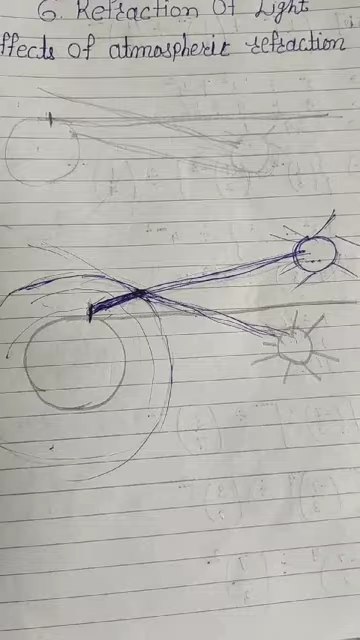 6. Refraction Of Light
ffects of atmospheric refraction